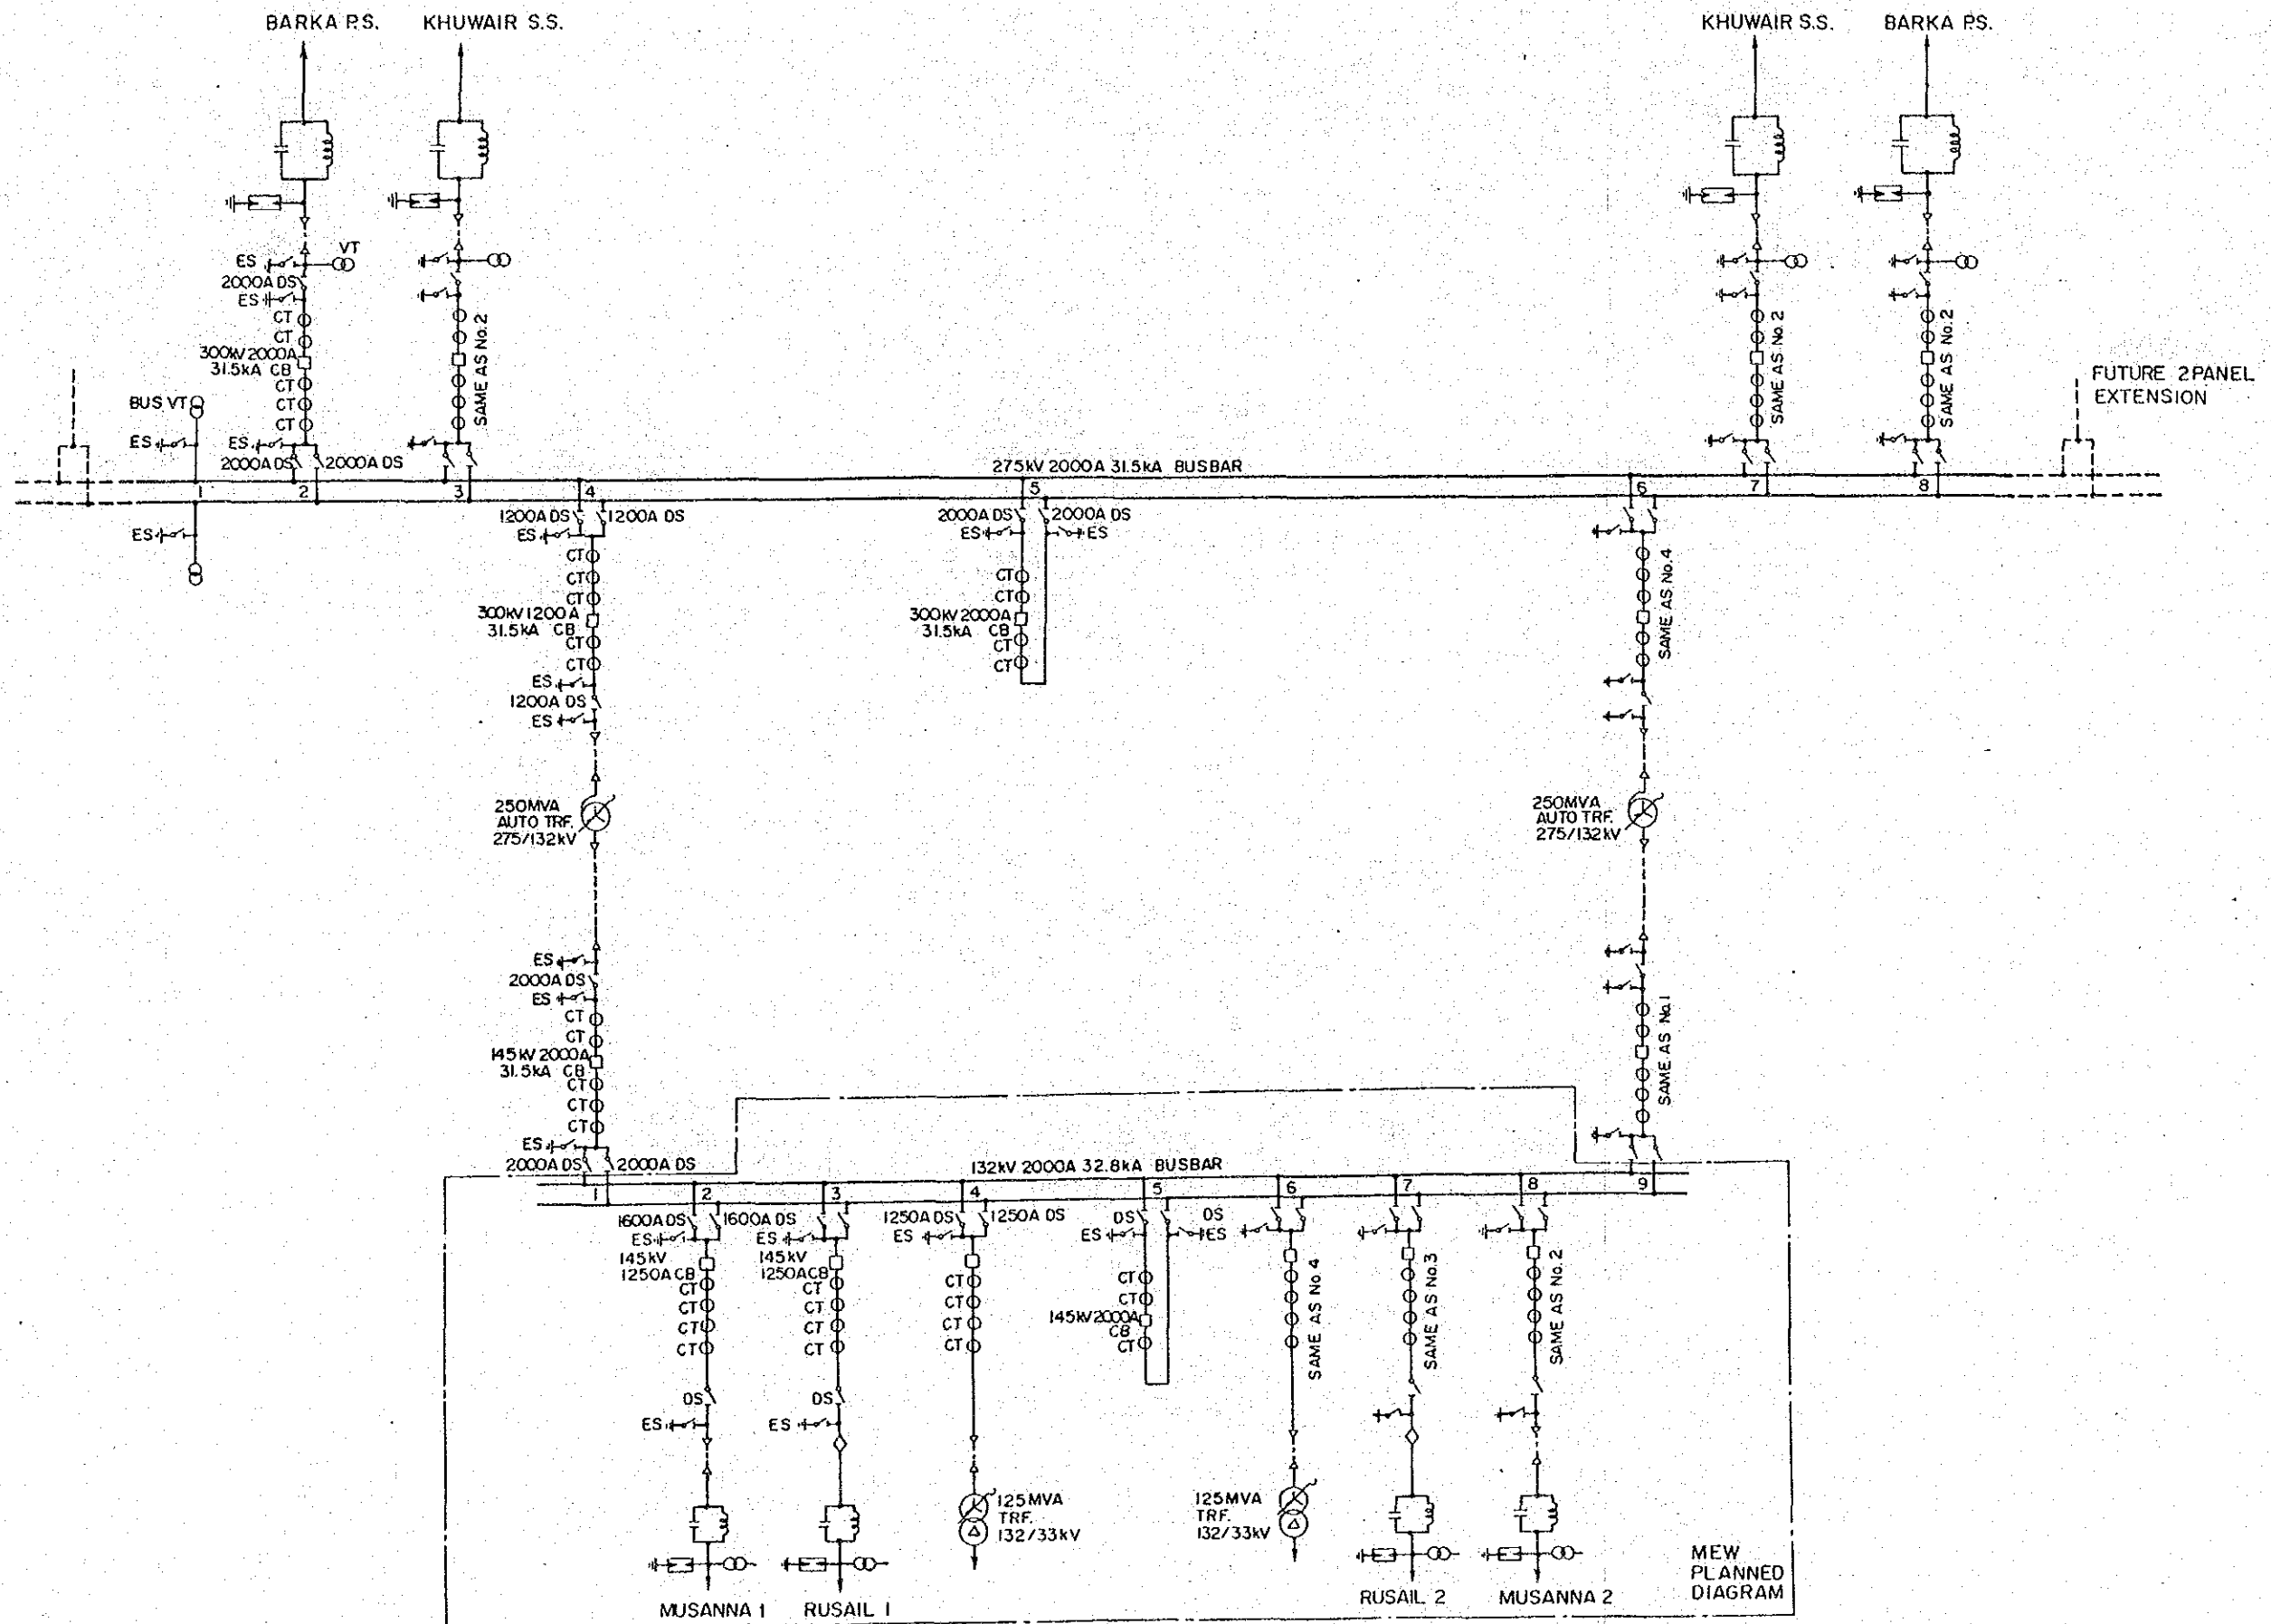 BARKA P.S.
KHUWAIR S.S.
KHUWAIR S.S.
BARKA P.S.
VT
ES
2000A DS
ES
CT
CT
300kV 2000A
31.5kA CB
CT
CT
CT
SAME AS No.2
SAME AS No.2
SAME AS No.2
FUTURE 2PANEL
EXTENSION
BUS VT
ES
ES
2000A DS
2000A DS
275kV 2000A 31.5kA BUSBAR
1
2
3
4
5
6
7
8
ES
1200A DS
1200A DS
ES
CT
CT
CT
300kV 1200A
31.5kA CB
CT
CT
ES
1200A DS
ES
2000A DS
2000A DS
ES
ES
CT
CT
300kV 2000A
31.5kA CB
CT
CT
SAME AS No.4
250MVA
AUTO TRF.
275/132kV
250MVA
AUTO TRF.
275/132kV
ES
2000A DS
ES
CT
CT
145kV 2000A
31.5kA CB
CT
CT
CT
ES
2000A DS
2000A DS
SAME AS No.1
132kV 2000A 32.8kA BUSBAR
1
2
3
4
5
6
7
8
9
1600A DS
1600A DS
ES
145kV
1250A CB
CT
CT
CT
CT
DS
ES
ES
145kV
1250ACB
CT
CT
CT
CT
DS
ES
1250A DS
1250A DS
ES
CT
CT
CT
CT
DS
DS
ES
ES
CT
CT
145kV 2000A
CB
CT
SAME AS No.4
SAME AS No.3
SAME AS No.2
125MVA
TRF.
132/33kV
125MVA
TRF.
132/33kV
MUSANNA 1
RUSAIL 1
RUSAIL 2
MUSANNA 2
MEW
PLANNED
DIAGRAM